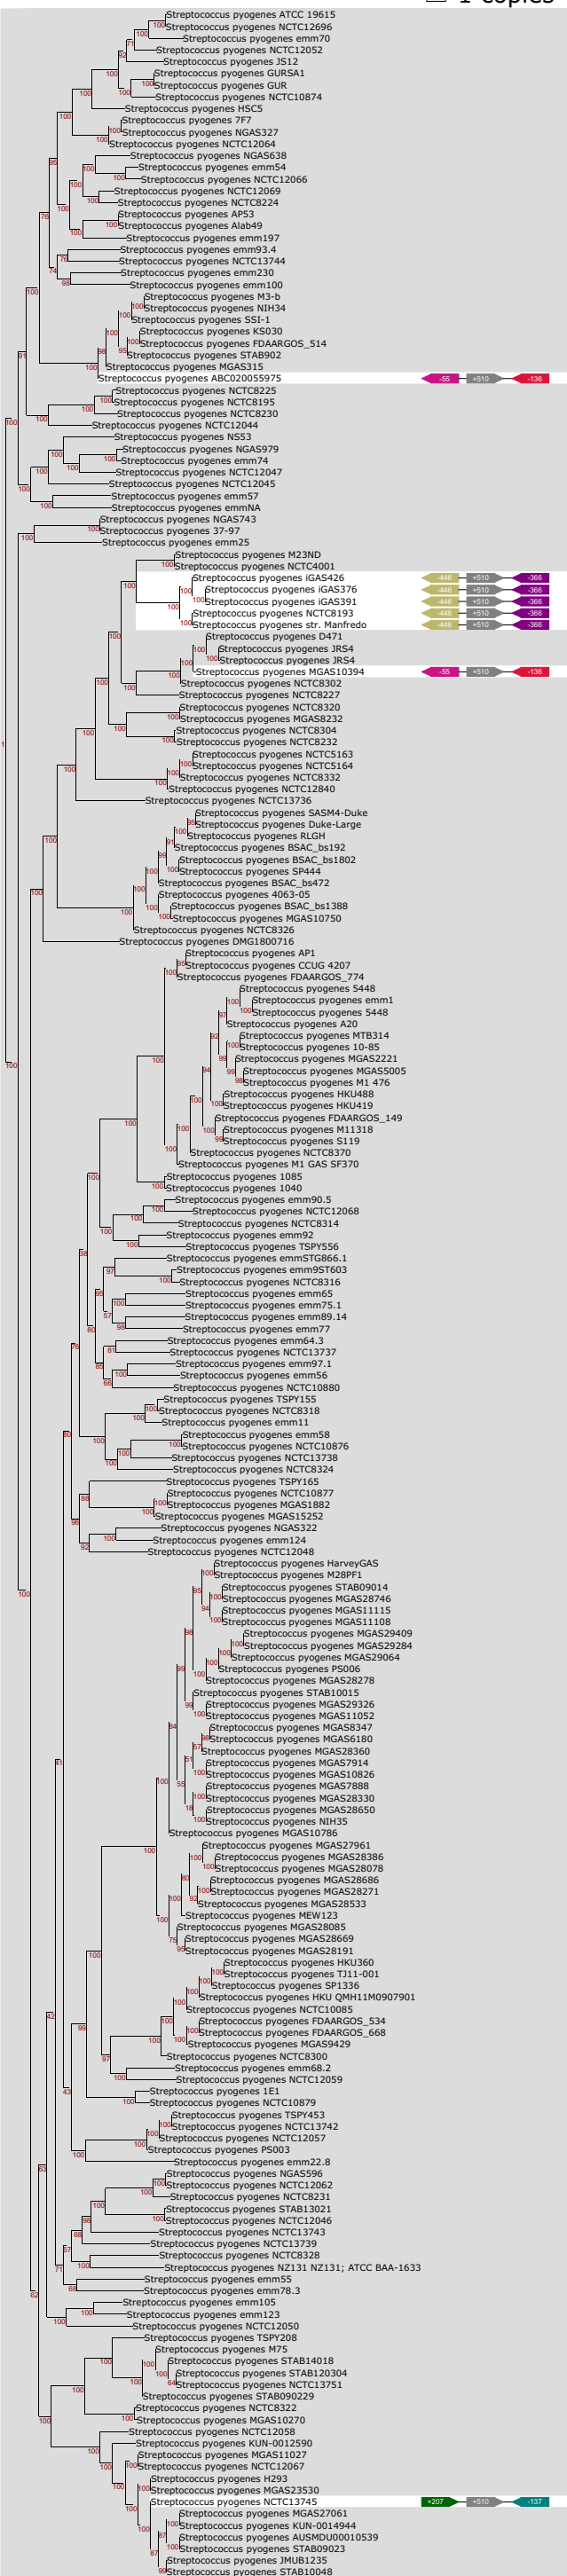 1 copies
Streptococcus pyogenes ATCC 19615
Streptococcus pyogenes NCTC12696
Streptococcus pyogenes emm70
Streptococcus pyogenes NCTC12052
Streptococcus pyogenes JS12
Streptococcus pyogenes GURSA1
Streptococcus pyogenes GUR
Streptococcus pyogenes NCTC10874
Streptococcus pyogenes HSC5
Streptococcus pyogenes 7F7
Streptococcus pyogenes NGAS327
Streptococcus pyogenes NCTC12064
Streptococcus pyogenes NGAS638
Streptococcus pyogenes emm54
Streptococcus pyogenes NCTC12066
Streptococcus pyogenes NCTC12069
Streptococcus pyogenes NCTC8224
Streptococcus pyogenes AP53
Streptococcus pyogenes Alab49
Streptococcus pyogenes emm197
Streptococcus pyogenes emm93.4
Streptococcus pyogenes NCTC13744
Streptococcus pyogenes emm230
Streptococcus pyogenes emm100
Streptococcus pyogenes M3-b
Streptococcus pyogenes NIH34
Streptococcus pyogenes SSI-1
Streptococcus pyogenes KS030
Streptococcus pyogenes FDAARGOS_514
Streptococcus pyogenes STAB902
Streptococcus pyogenes MGAS315
Streptococcus pyogenes ABC020055975 -55 +510 -136
Streptococcus pyogenes NCTC8225
Streptococcus pyogenes NCTC8195
Streptococcus pyogenes NCTC8230
Streptococcus pyogenes NCTC12044
Streptococcus pyogenes NS53
Streptococcus pyogenes NGAS979
Streptococcus pyogenes emm74
Streptococcus pyogenes NCTC12047
Streptococcus pyogenes NCTC12045
Streptococcus pyogenes emm57
Streptococcus pyogenes emmNA
Streptococcus pyogenes NGAS743
Streptococcus pyogenes 37-97
Streptococcus pyogenes emm25
Streptococcus pyogenes M23ND
Streptococcus pyogenes NCTC4001
Streptococcus pyogenes iGAS426 -446 +510 -366
Streptococcus pyogenes iGAS376 -446 +510 -366
Streptococcus pyogenes iGAS391 -446 +510 -366
Streptococcus pyogenes NCTC8193 -446 +510 -366
Streptococcus pyogenes str. Manfredo -446 +510 -366
Streptococcus pyogenes D471
Streptococcus pyogenes JRS4
Streptococcus pyogenes JRS4
Streptococcus pyogenes MGAS10394 -55 +510 -136
Streptococcus pyogenes NCTC8302
Streptococcus pyogenes NCTC8227
Streptococcus pyogenes NCTC8320
Streptococcus pyogenes MGAS8232
Streptococcus pyogenes NCTC8304
Streptococcus pyogenes NCTC8232
Streptococcus pyogenes NCTC5163
Streptococcus pyogenes NCTC5164
Streptococcus pyogenes NCTC8332
Streptococcus pyogenes NCTC12840
Streptococcus pyogenes NCTC13736
Streptococcus pyogenes SASM4-Duke
Streptococcus pyogenes Duke-Large
Streptococcus pyogenes RLGH
Streptococcus pyogenes BSAC_bs192
Streptococcus pyogenes BSAC_bs1802
Streptococcus pyogenes SP444
Streptococcus pyogenes BSAC_bs472
Streptococcus pyogenes 4063-05
Streptococcus pyogenes BSAC_bs1388
Streptococcus pyogenes MGAS10750
Streptococcus pyogenes NCTC8326
Streptococcus pyogenes DMG1800716
Streptococcus pyogenes AP1
Streptococcus pyogenes CCUG 4207
Streptococcus pyogenes FDAARGOS_774
Streptococcus pyogenes 5448
Streptococcus pyogenes emm1
Streptococcus pyogenes 5448
Streptococcus pyogenes A20
Streptococcus pyogenes MTB314
Streptococcus pyogenes 10-85
Streptococcus pyogenes MGAS2221
Streptococcus pyogenes MGAS5005
Streptococcus pyogenes M1 476
Streptococcus pyogenes HKU488
Streptococcus pyogenes HKU419
Streptococcus pyogenes FDAARGOS_149
Streptococcus pyogenes M11318
Streptococcus pyogenes S119
Streptococcus pyogenes NCTC8370
Streptococcus pyogenes M1 GAS SF370
Streptococcus pyogenes 1085
Streptococcus pyogenes 1040
Streptococcus pyogenes emm90.5
Streptococcus pyogenes NCTC12068
Streptococcus pyogenes NCTC8314
Streptococcus pyogenes emm92
Streptococcus pyogenes TSPY556
Streptococcus pyogenes emmSTG866.1
Streptococcus pyogenes emm9ST603
Streptococcus pyogenes NCTC8316
Streptococcus pyogenes emm65
Streptococcus pyogenes emm75.1
Streptococcus pyogenes emm89.14
Streptococcus pyogenes emm77
Streptococcus pyogenes emm64.3
Streptococcus pyogenes NCTC13737
Streptococcus pyogenes emm97.1
Streptococcus pyogenes emm56
Streptococcus pyogenes NCTC10880
Streptococcus pyogenes TSPY155
Streptococcus pyogenes NCTC8318
Streptococcus pyogenes emm11
Streptococcus pyogenes emm58
Streptococcus pyogenes NCTC10876
Streptococcus pyogenes NCTC13738
Streptococcus pyogenes NCTC8324
Streptococcus pyogenes TSPY165
Streptococcus pyogenes NCTC10877
Streptococcus pyogenes MGAS1882
Streptococcus pyogenes MGAS15252
Streptococcus pyogenes NGAS322
Streptococcus pyogenes emm124
Streptococcus pyogenes NCTC12048
Streptococcus pyogenes HarveyGAS
Streptococcus pyogenes M28PF1
Streptococcus pyogenes STAB09014
Streptococcus pyogenes MGAS28746
Streptococcus pyogenes MGAS11115
Streptococcus pyogenes MGAS11108
Streptococcus pyogenes MGAS29409
Streptococcus pyogenes MGAS29284
Streptococcus pyogenes MGAS29064
Streptococcus pyogenes PS006
Streptococcus pyogenes MGAS28278
Streptococcus pyogenes STAB10015
Streptococcus pyogenes MGAS29326
Streptococcus pyogenes MGAS11052
Streptococcus pyogenes MGAS8347
Streptococcus pyogenes MGAS6180
Streptococcus pyogenes MGAS28360
Streptococcus pyogenes MGAS7914
Streptococcus pyogenes MGAS10826
Streptococcus pyogenes MGAS7888
Streptococcus pyogenes MGAS28330
Streptococcus pyogenes MGAS28650
Streptococcus pyogenes NIH35
Streptococcus pyogenes MGAS10786
Streptococcus pyogenes MGAS27961
Streptococcus pyogenes MGAS28386
Streptococcus pyogenes MGAS28078
Streptococcus pyogenes MGAS28686
Streptococcus pyogenes MGAS28271
Streptococcus pyogenes MGAS28533
Streptococcus pyogenes MEW123
Streptococcus pyogenes MGAS28085
Streptococcus pyogenes MGAS28669
Streptococcus pyogenes MGAS28191
Streptococcus pyogenes HKU360
Streptococcus pyogenes TJ11-001
Streptococcus pyogenes SP1336
Streptococcus pyogenes HKU QMH11M0907901
Streptococcus pyogenes NCTC10085
Streptococcus pyogenes FDAARGOS_534
Streptococcus pyogenes FDAARGOS_668
Streptococcus pyogenes MGAS9429
Streptococcus pyogenes NCTC8300
Streptococcus pyogenes emm68.2
Streptococcus pyogenes NCTC12059
Streptococcus pyogenes 1E1
Streptococcus pyogenes NCTC10879
Streptococcus pyogenes TSPY453
Streptococcus pyogenes NCTC13742
Streptococcus pyogenes NCTC12057
Streptococcus pyogenes PS003
Streptococcus pyogenes emm22.8
Streptococcus pyogenes NGAS596
Streptococcus pyogenes NCTC12062
Streptococcus pyogenes NCTC8231
Streptococcus pyogenes STAB13021
Streptococcus pyogenes NCTC12046
Streptococcus pyogenes NCTC13743
Streptococcus pyogenes NCTC13739
Streptococcus pyogenes NCTC8328
Streptococcus pyogenes NZ131 NZ131; ATCC BAA-1633
Streptococcus pyogenes emm55
Streptococcus pyogenes emm78.3
Streptococcus pyogenes emm105
Streptococcus pyogenes emm123
Streptococcus pyogenes NCTC12050
Streptococcus pyogenes TSPY208
Streptococcus pyogenes M75
Streptococcus pyogenes STAB14018
Streptococcus pyogenes STAB120304
Streptococcus pyogenes NCTC13751
Streptococcus pyogenes STAB090229
Streptococcus pyogenes NCTC8322
Streptococcus pyogenes MGAS10270
Streptococcus pyogenes NCTC12058
Streptococcus pyogenes KUN-0012590
Streptococcus pyogenes MGAS11027
Streptococcus pyogenes NCTC12067
Streptococcus pyogenes H293
Streptococcus pyogenes MGAS23530
Streptococcus pyogenes NCTC13745 +207 +510 -137
Streptococcus pyogenes MGAS27061
Streptococcus pyogenes KUN-0014944
Streptococcus pyogenes AUSMDU00010539
Streptococcus pyogenes STAB09023
Streptococcus pyogenes JMUB1235
Streptococcus pyogenes STAB10048